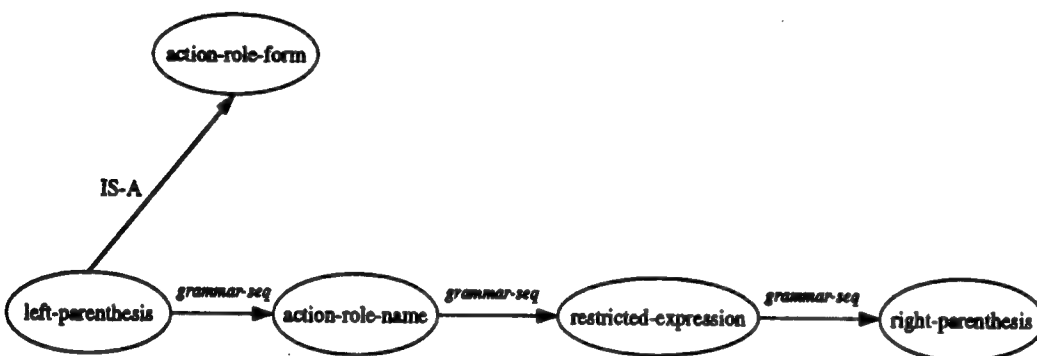 action-role-form
IS-A
grammar-seq grammar-seq grammar-seq
left-parenthesis action-role-name restricted-expression right-parenthesis